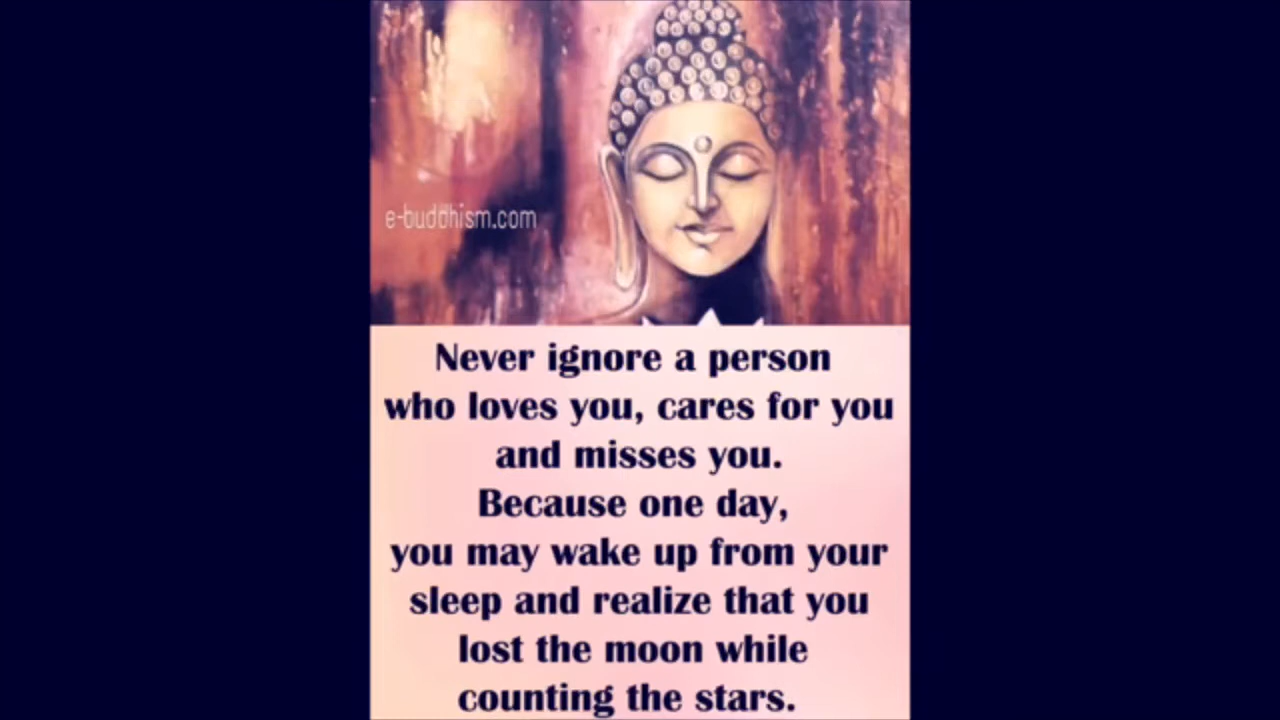 e-buddhism.com
Never ignore a person
who loves you, cares for you
and misses you.
Because one day,
you may wake up from your
sleep and realize that you
lost the moon while
counting the stars.